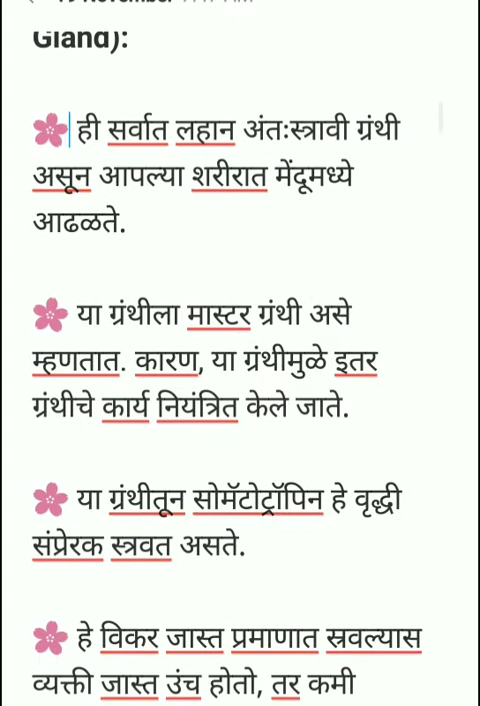 Gland):
🌸 ही सर्वात लहान अंतःस्त्रावी ग्रंथी
असून आपल्या शरीरात मेंदूमध्ये
आढळते.
🌸 या ग्रंथीला मास्टर ग्रंथी असे
म्हणतात. कारण, या ग्रंथीमुळे इतर
ग्रंथीचे कार्य नियंत्रित केले जाते.
🌸 या ग्रंथीतून सोमॅटोट्रॉपिन हे वृद्धी
संप्रेरक स्त्रवत असते.
🌸 हे विकर जास्त प्रमाणात स्रवल्यास
व्यक्ती जास्त उंच होतो, तर कमी